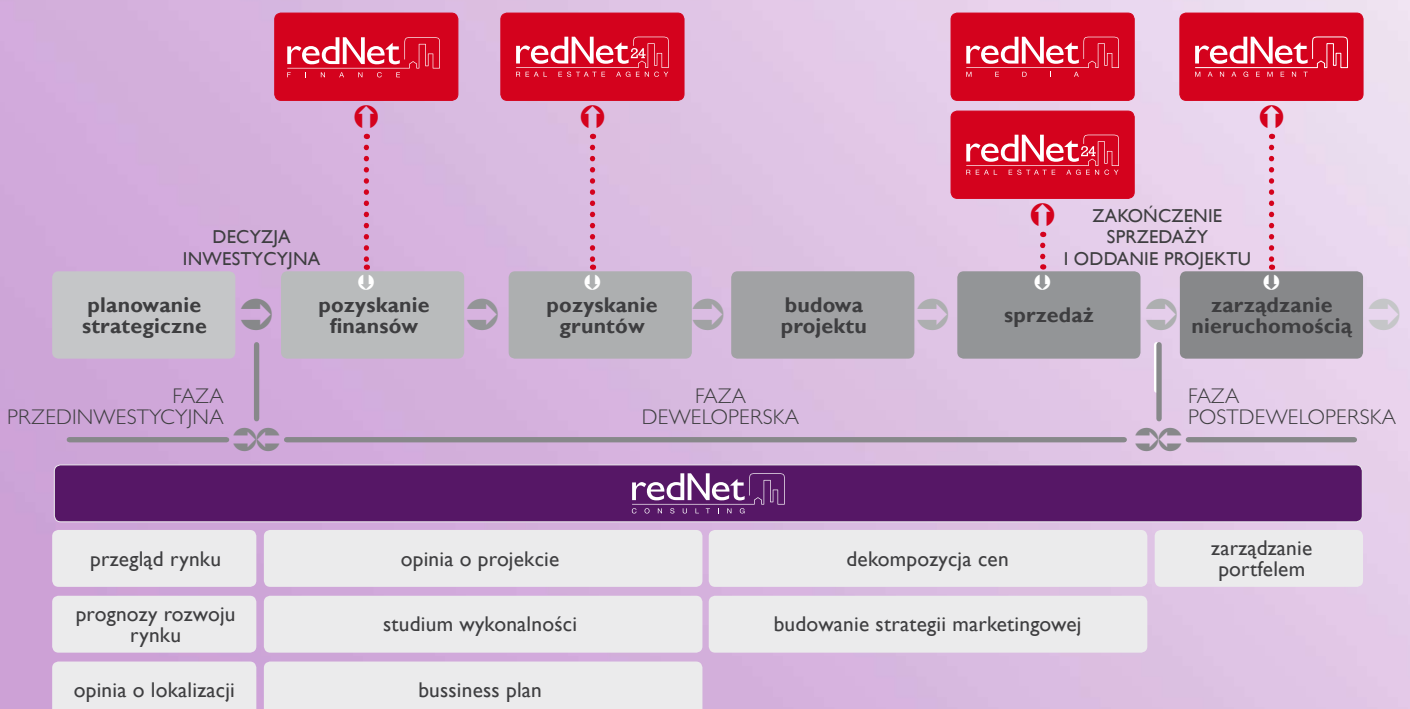 redNet
FINANCE
redNet24
REAL ESTATE AGENCY
redNet
MEDIA
redNet
MANAGEMENT
redNet24
REAL ESTATE AGENCY
DECYZJA
INWESTYCYJNA
ZAKOŃCZENIE
SPRZEDAŻY
I ODDANIE PROJEKTU
planowanie
strategiczne
pozyskanie
finansów
pozyskanie
gruntów
budowa
projektu
sprzedaż
zarządzanie
nieruchomością
FAZA
PRZEDINWESTYCYJNA
FAZA
DEWELOPERSKA
FAZA
POSTDEWELOPERSKA
redNet
CONSULTING
przegląd rynku
opinia o projekcie
dekompozycja cen
zarządzanie
portfelem
prognozy rozwoju
rynku
studium wykonalności
budowanie strategii marketingowej
opinia o lokalizacji
bussiness plan